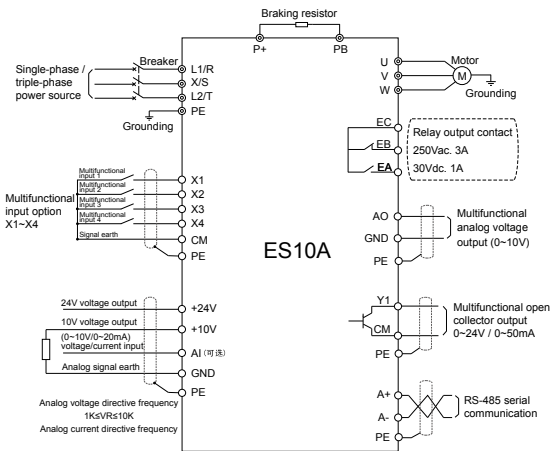 Braking resistor
P+
PB
Breaker
Single-phase /
triple-phase
power source
L1/R
X/S
L2/T
PE
Grounding
U
V
W
Motor
M
Grounding
EC
EB
EA
Relay output contact
250Vac. 3A
30Vdc. 1A
Multifunctional
input option
X1~X4
Multifunctional
input 1
Multifunctional
input 2
Multifunctional
input 3
Multifunctional
input 4
Signal earth
X1
X2
X3
X4
CM
PE
ES10A
AO
GND
PE
Multifunctional
analog voltage
output (0~10V)
24V voltage output
10V voltage output
(0~10V/0~20mA)
voltage/current input
Analog signal earth
+24V
+10V
AI (可选)
GND
PE
Analog voltage directive frequency
1K≤VR≤10K
Analog current directive frequency
Y1
CM
PE
Multifunctional open
collector output
0~24V / 0~50mA
A+
A-
PE
RS-485 serial
communication